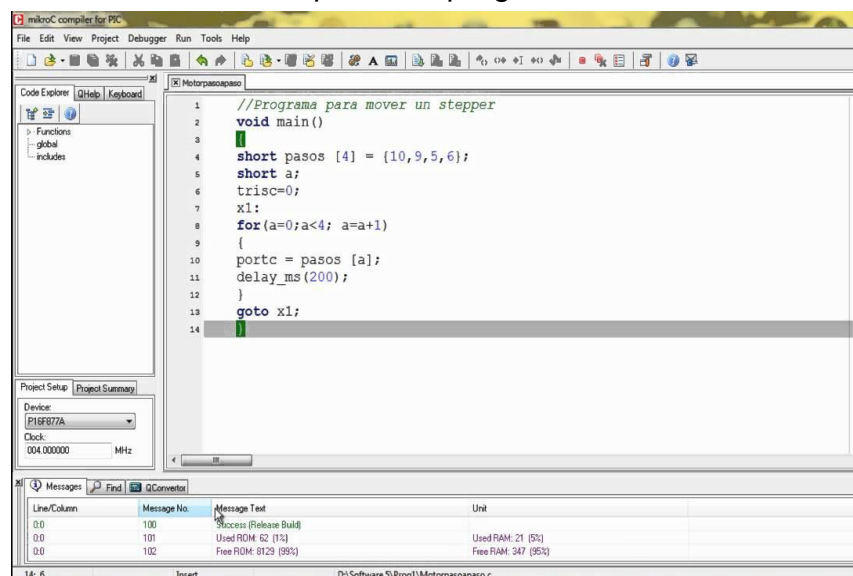 mikroC compiler for PIC
File Edit View Project Debugger Run Tools Help
Code Explorer QHelp Keyboard
Functions
global
includes
Motorpasoapaso
1 //Programa para mover un stepper
2 void main()
3 {
4 short pasos [4] = {10,9,5,6};
5 short a;
6 trisc=0;
7 x1:
8 for(a=0;a<4; a=a+1)
9 {
10 portc = pasos [a];
11 delay_ms(200);
12 }
13 goto x1;
14 }
Project Setup Project Summary
Device:
P16F877A
Clock:
004.000000 MHz
Messages Find QConvertor
Line/Column Message No. Message Text Unit
0:0 100 Success (Release Build)
0:0 101 Used ROM: 62 (1%) Used RAM: 21 (5%)
0:0 102 Free ROM: 8129 (99%) Free RAM: 347 (95%)
14: 6 Insert D:\Software 5\Prog1\Motorpasoapaso.c